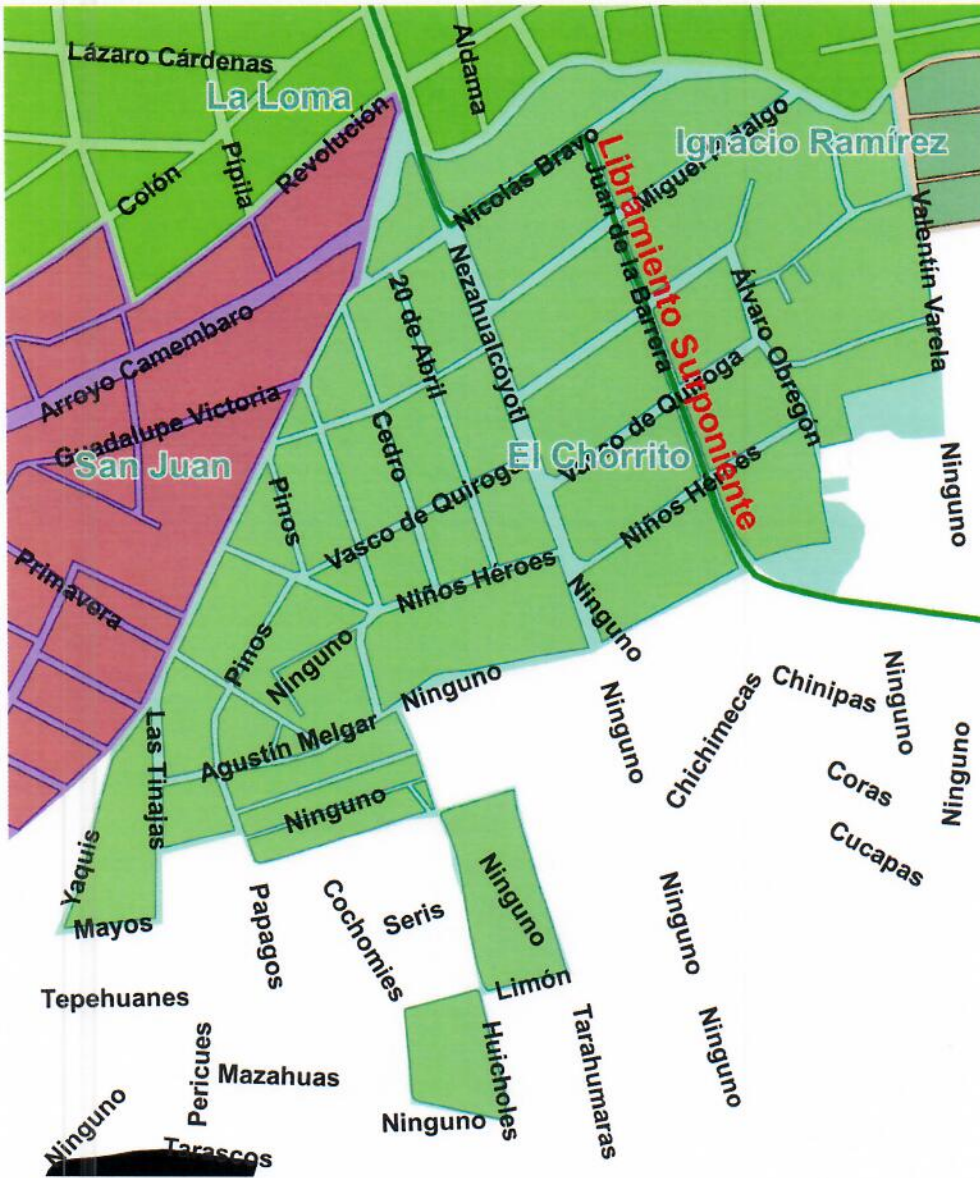 Lázaro Cárdenas
La Loma
Aldama
Colón
Pípila
Revolución
Nicolás Bravo
Ignacio Ramírez
Miguel Hidalgo
Libramiento Surponiente
Juan de la Barrera
Valentín Varela
Arroyo Camembaro
20 de Abril
Nezahualcóyotl
Álvaro Obregón
Guadalupe Victoria
San Juan
Cedro
El Chorrito
Vasco de Quiroga
Vasco de Quiroga
Pinos
Niños Héroes
Niños Héroes
Ninguno
Primavera
Pinos
Ninguno
Ninguno
Ninguno
Las Tinajas
Agustín Melgar
Ninguno
Ninguno
Chichimecas
Chinipas
Ninguno
Ninguno
Coras
Cucapas
Yaquis
Mayos
Papagos
Cochomies
Seris
Ninguno
Ninguno
Limón
Tepehuanes
Pericues
Mazahuas
Huicholes
Tarahumaras
Ninguno
Ninguno
Ninguno
Tarascos